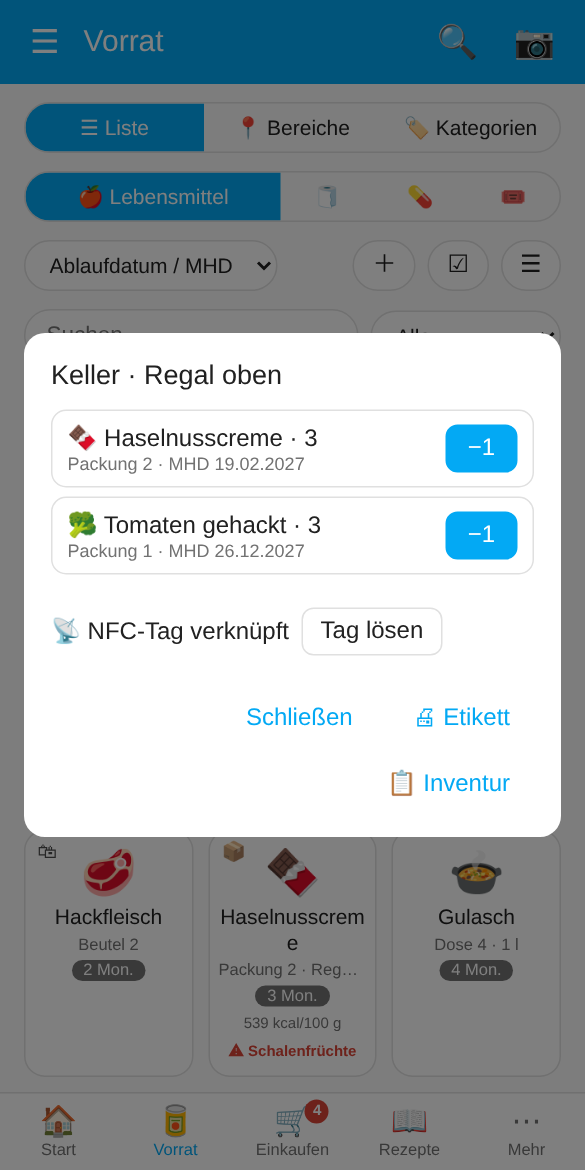 ☰ Vorrat 🔍 📷
☰ Liste 📍 Bereiche 🏷️ Kategorien
🍎 Lebensmittel 🧻 💊 🎟️
Ablaufdatum / MHD + ☑ ☰
Suchen Alle
Keller · Regal oben
🍫 Haselnusscreme · 3
Packung 2 · MHD 19.02.2027
−1
🥦 Tomaten gehackt · 3
Packung 1 · MHD 26.12.2027
−1
📡 NFC-Tag verknüpft Tag lösen
Schließen 🖨 Etikett
📋 Inventur
Hackfleisch
Beutel 2
2 Mon.
Haselnusscrem
e
Packung 2 · Reg…
3 Mon.
539 kcal/100 g
⚠ Schalenfrüchte
Gulasch
Dose 4 · 1 l
4 Mon.
4
Start Vorrat Einkaufen Rezepte Mehr